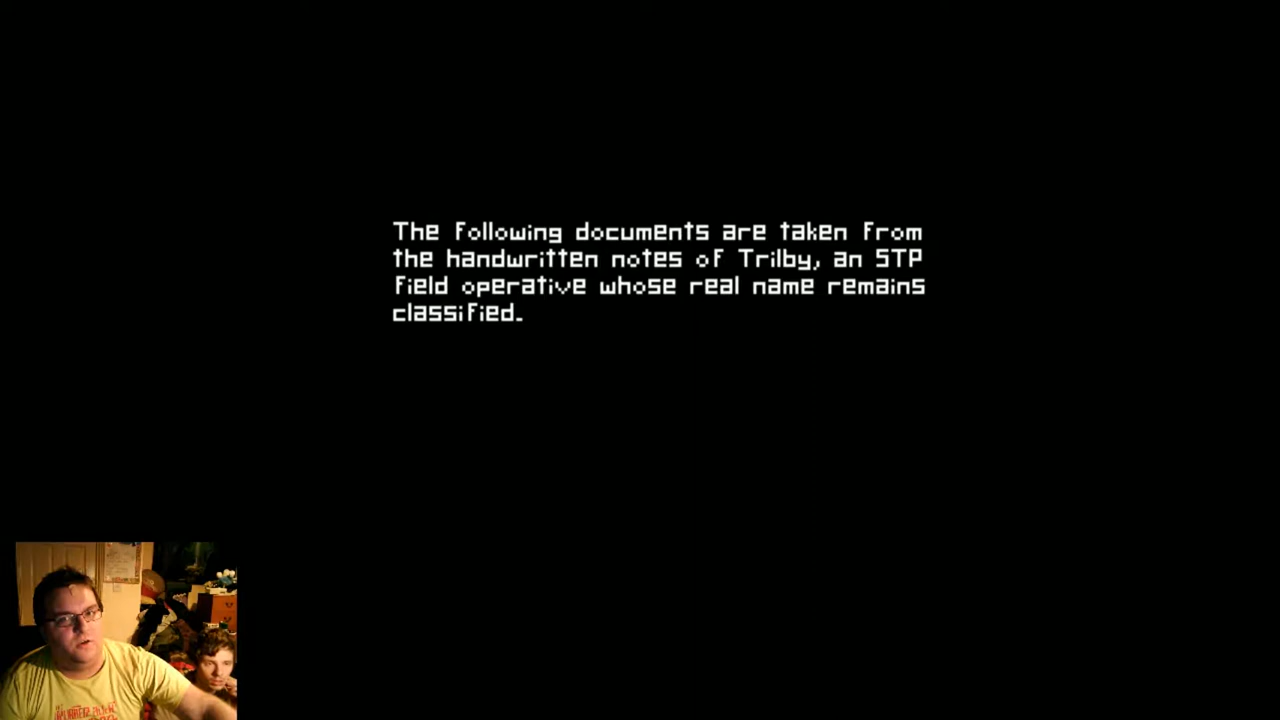 The following documents are taken from
the handwritten notes of Trilby, an STP
field operative whose real name remains
classified.